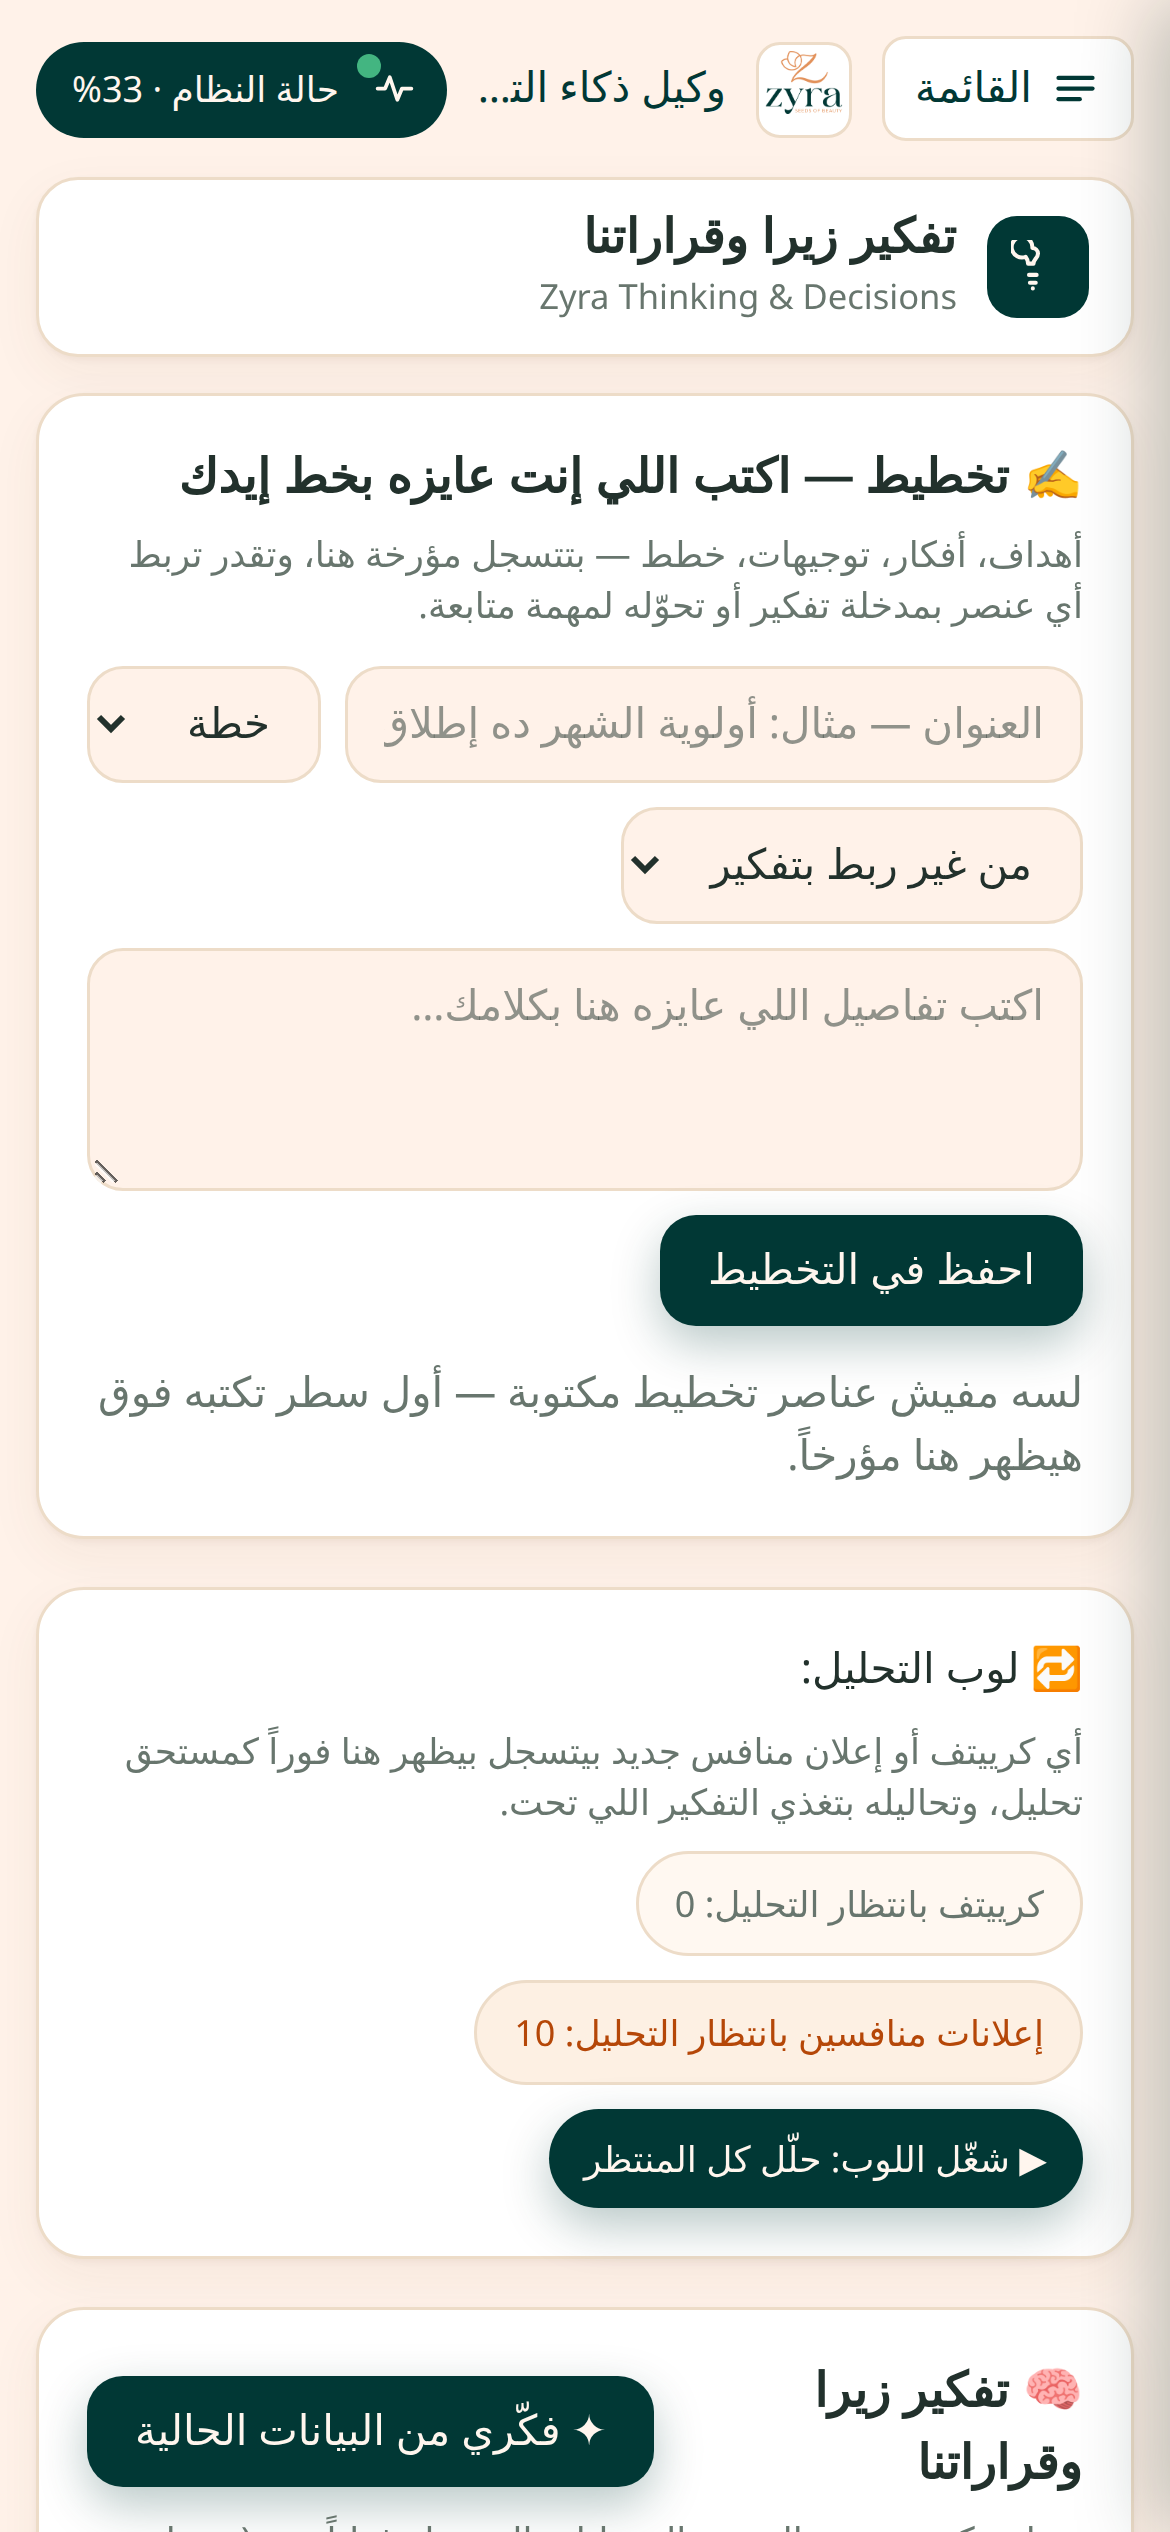 القائمة
zyra
وكيل ذكاء الت...
حالة النظام · 33%
تفكير زيرا وقراراتنا
Zyra Thinking & Decisions
✍️ تخطيط — اكتب اللي إنت عايزه بخط إيدك
أهداف، أفكار، توجيهات، خطط — بتتسجل مؤرخة هنا، وتقدر تربط
أي عنصر بمدخلة تفكير أو تحوّله لمهمة متابعة.
العنوان — مثال: أولوية الشهر ده إطلاق
خطة
من غير ربط بتفكير
اكتب تفاصيل اللي عايزه هنا بكلامك...
احفظ في التخطيط
لسه مفيش عناصر تخطيط مكتوبة — أول سطر تكتبه فوق
هيظهر هنا مؤرخاً.
🔁 لوب التحليل:
أي كرييتف أو إعلان منافس جديد بيتسجل بيظهر هنا فوراً كمستحق
تحليل، وتحاليله بتغذي التفكير اللي تحت.
كرييتف بانتظار التحليل: 0
إعلانات منافسين بانتظار التحليل: 10
▶ شغّل اللوب: حلّل كل المنتظر
🧠 تفكير زيرا
وقراراتنا
✦ فكّري من البيانات الحالية